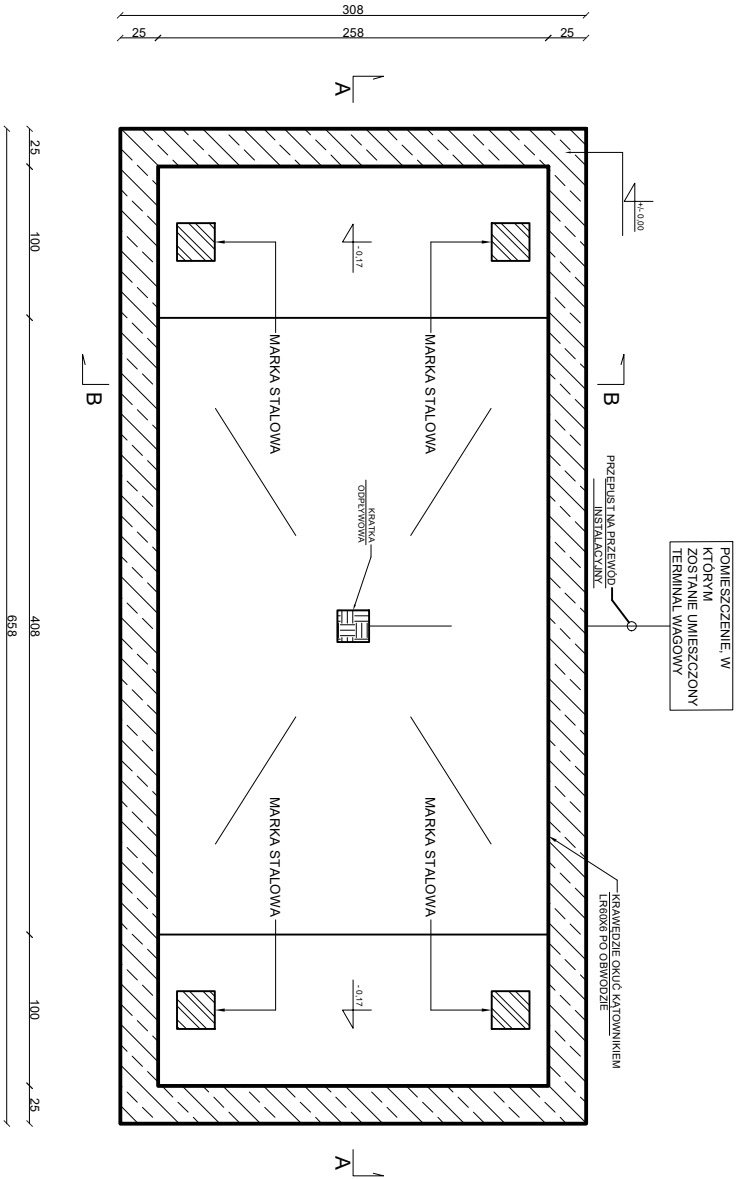 POMIESZCZENIE, W
KTÓRYM
ZOSTANIE UMIESZCZONY
TERMINAL WAGOWY
PRZEPUST NA PRZEWÓD
INSTALACYJNY
+/- 0,00
B
B
KRAWĘDZIE OKUĆ KĄTOWNIKIEM
LR60X6 PO OBWODZIE
A
A
MARKA STALOWA
MARKA STALOWA
- 0,17
- 0,17
KRATKA
ODPŁYWOWA
MARKA STALOWA
MARKA STALOWA
25
258
25
308
25
100
408
100
25
658